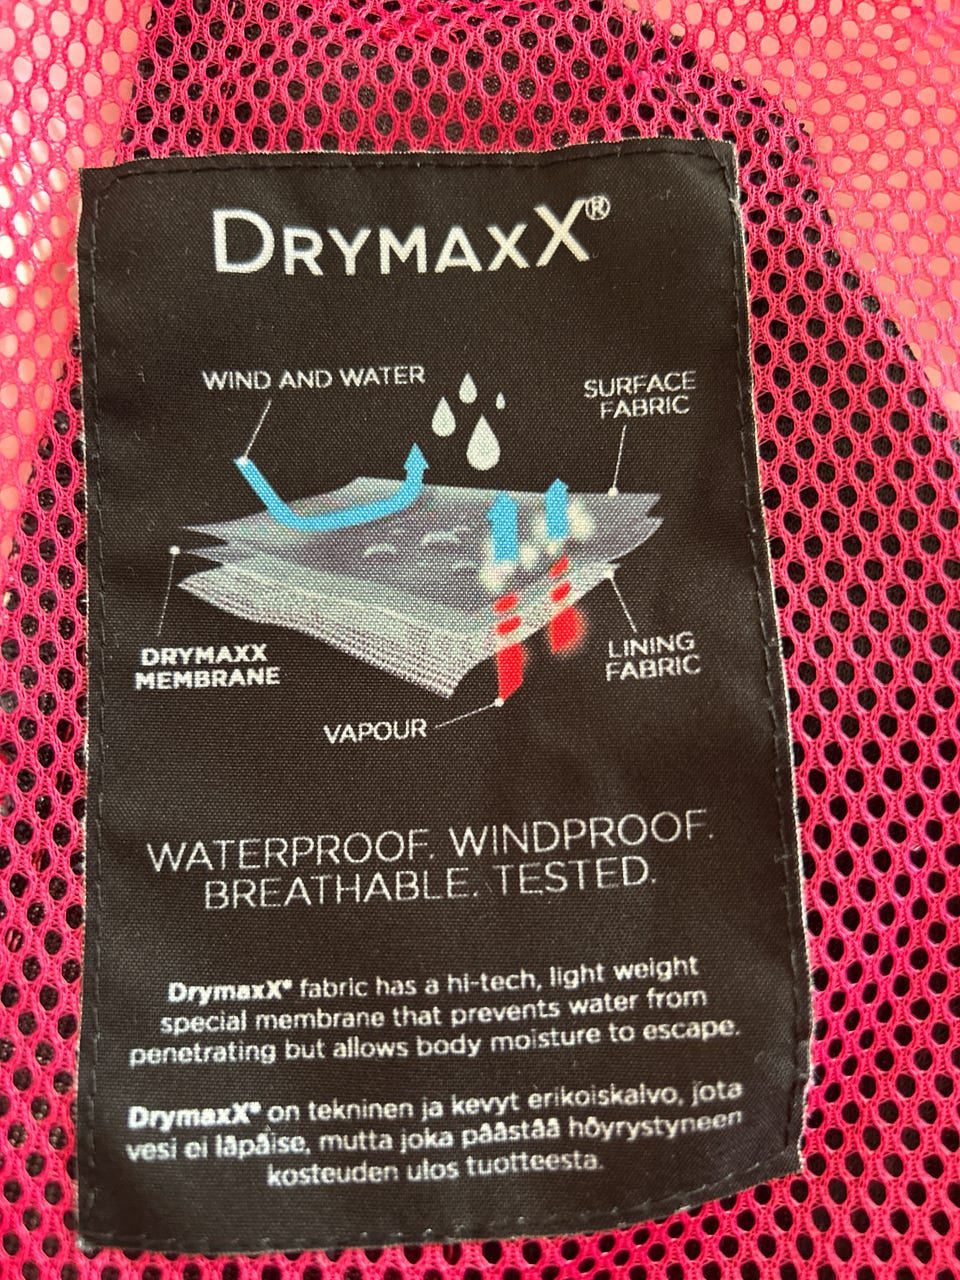 DRYMAXX®
WIND AND WATER
SURFACE
FABRIC
DRYMAXX
MEMBRANE
LINING
FABRIC
VAPOUR
WATERPROOF. WINDPROOF.
BREATHABLE. TESTED.
DrymaxX® fabric has a hi-tech, light weight
special membrane that prevents water from
penetrating but allows body moisture to escape.
DrymaxX® on tekninen ja kevyt erikoiskalvo, jota
vesi ei läpäise, mutta joka päästää höyrystyneen
kosteuden ulos tuotteesta.